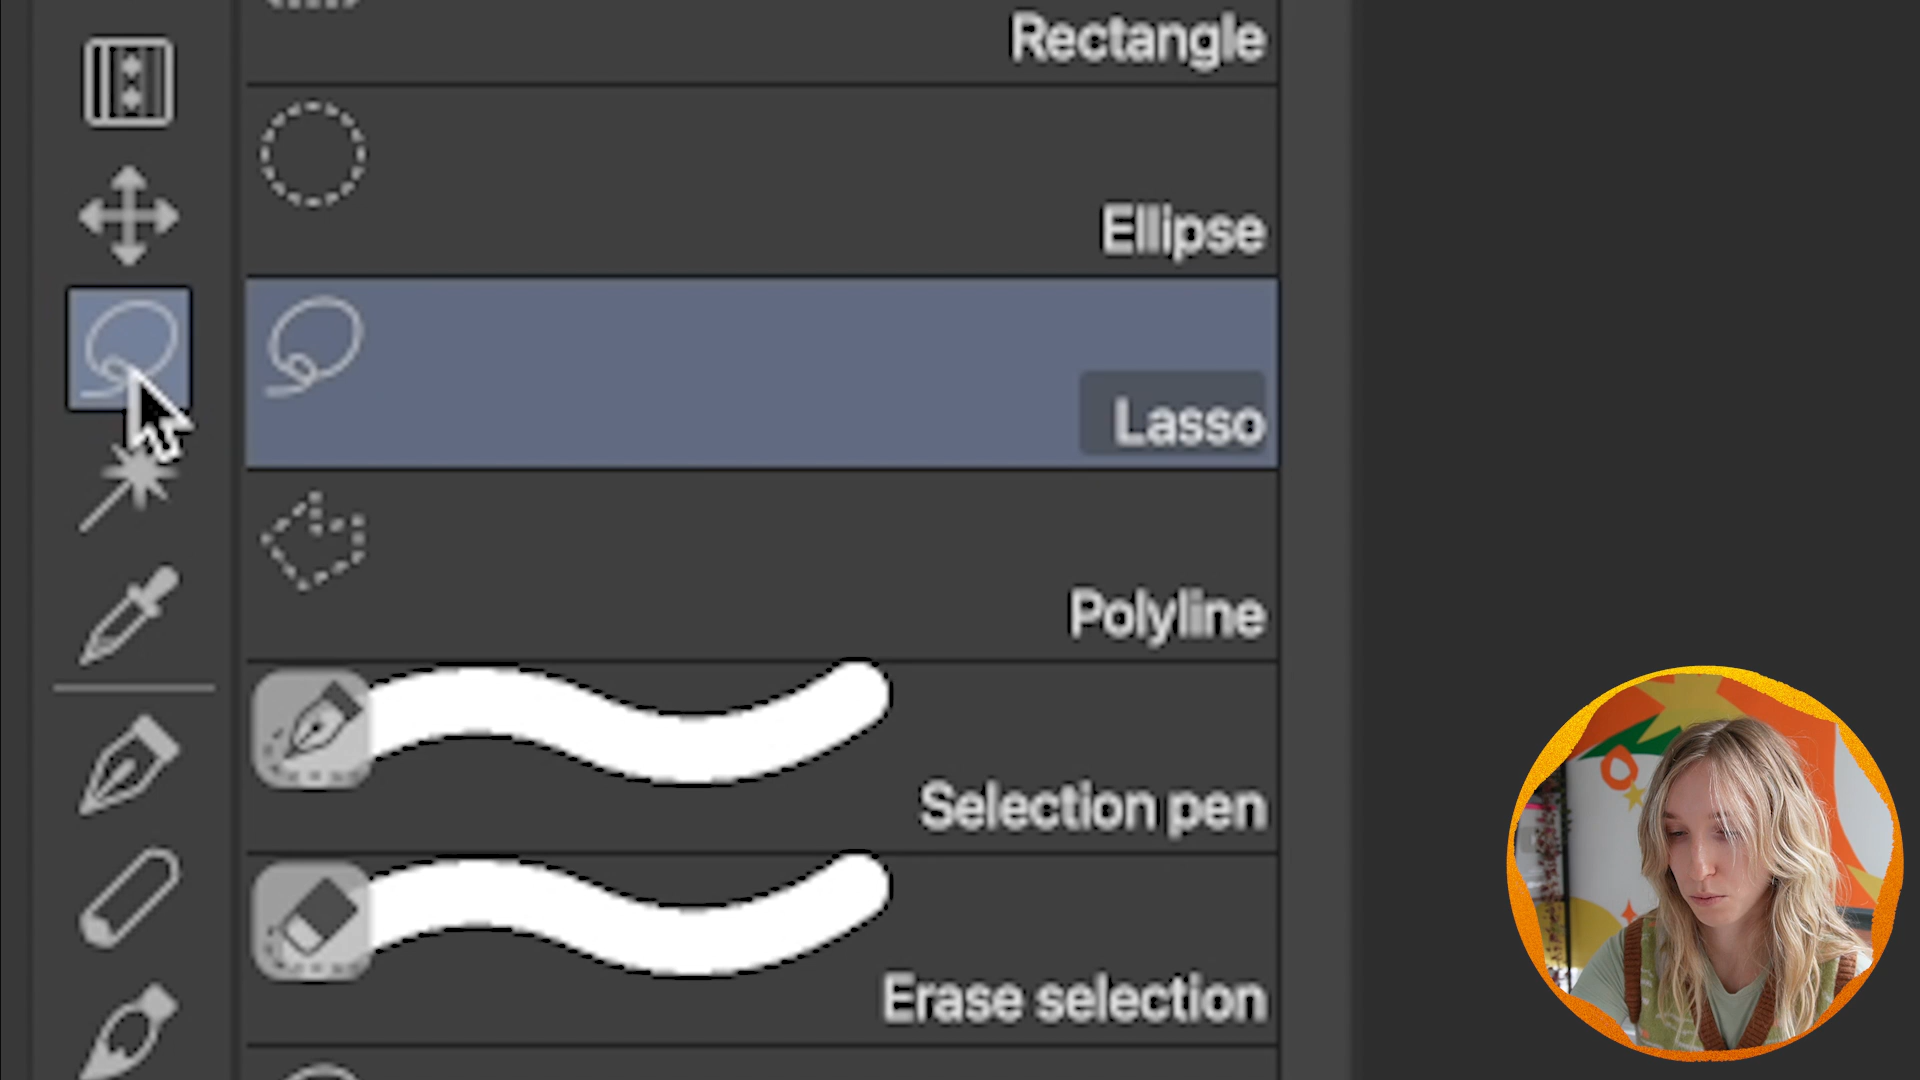 Rectangle
Ellipse
Lasso
Polyline
Selection pen
Erase selection